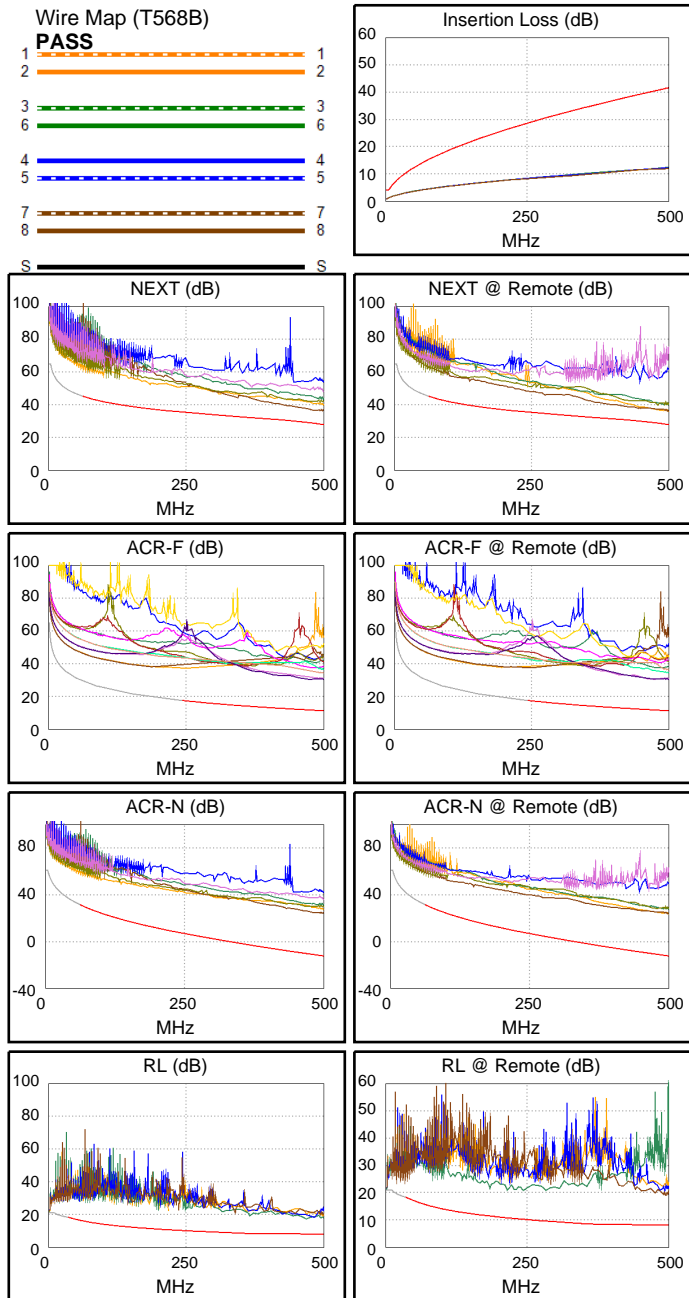 Wire Map (T568B)
PASS
1 1
2 2
3 3
6 6
4 4
5 5
7 7
8 8
S S
Insertion Loss (dB)
60
50
40
30
20
10
0
0 250 500
MHz
NEXT (dB)
100
80
60
40
20
0
0 250 500
MHz
NEXT @ Remote (dB)
100
80
60
40
20
0
0 250 500
MHz
ACR-F (dB)
100
80
60
40
20
0
0 250 500
MHz
ACR-F @ Remote (dB)
100
80
60
40
20
0
0 250 500
MHz
ACR-N (dB)
80
40
0
-40
0 250 500
MHz
ACR-N @ Remote (dB)
80
40
0
-40
0 250 500
MHz
RL (dB)
100
80
60
40
20
0
0 250 500
MHz
RL @ Remote (dB)
60
50
40
30
20
10
0
0 250 500
MHz